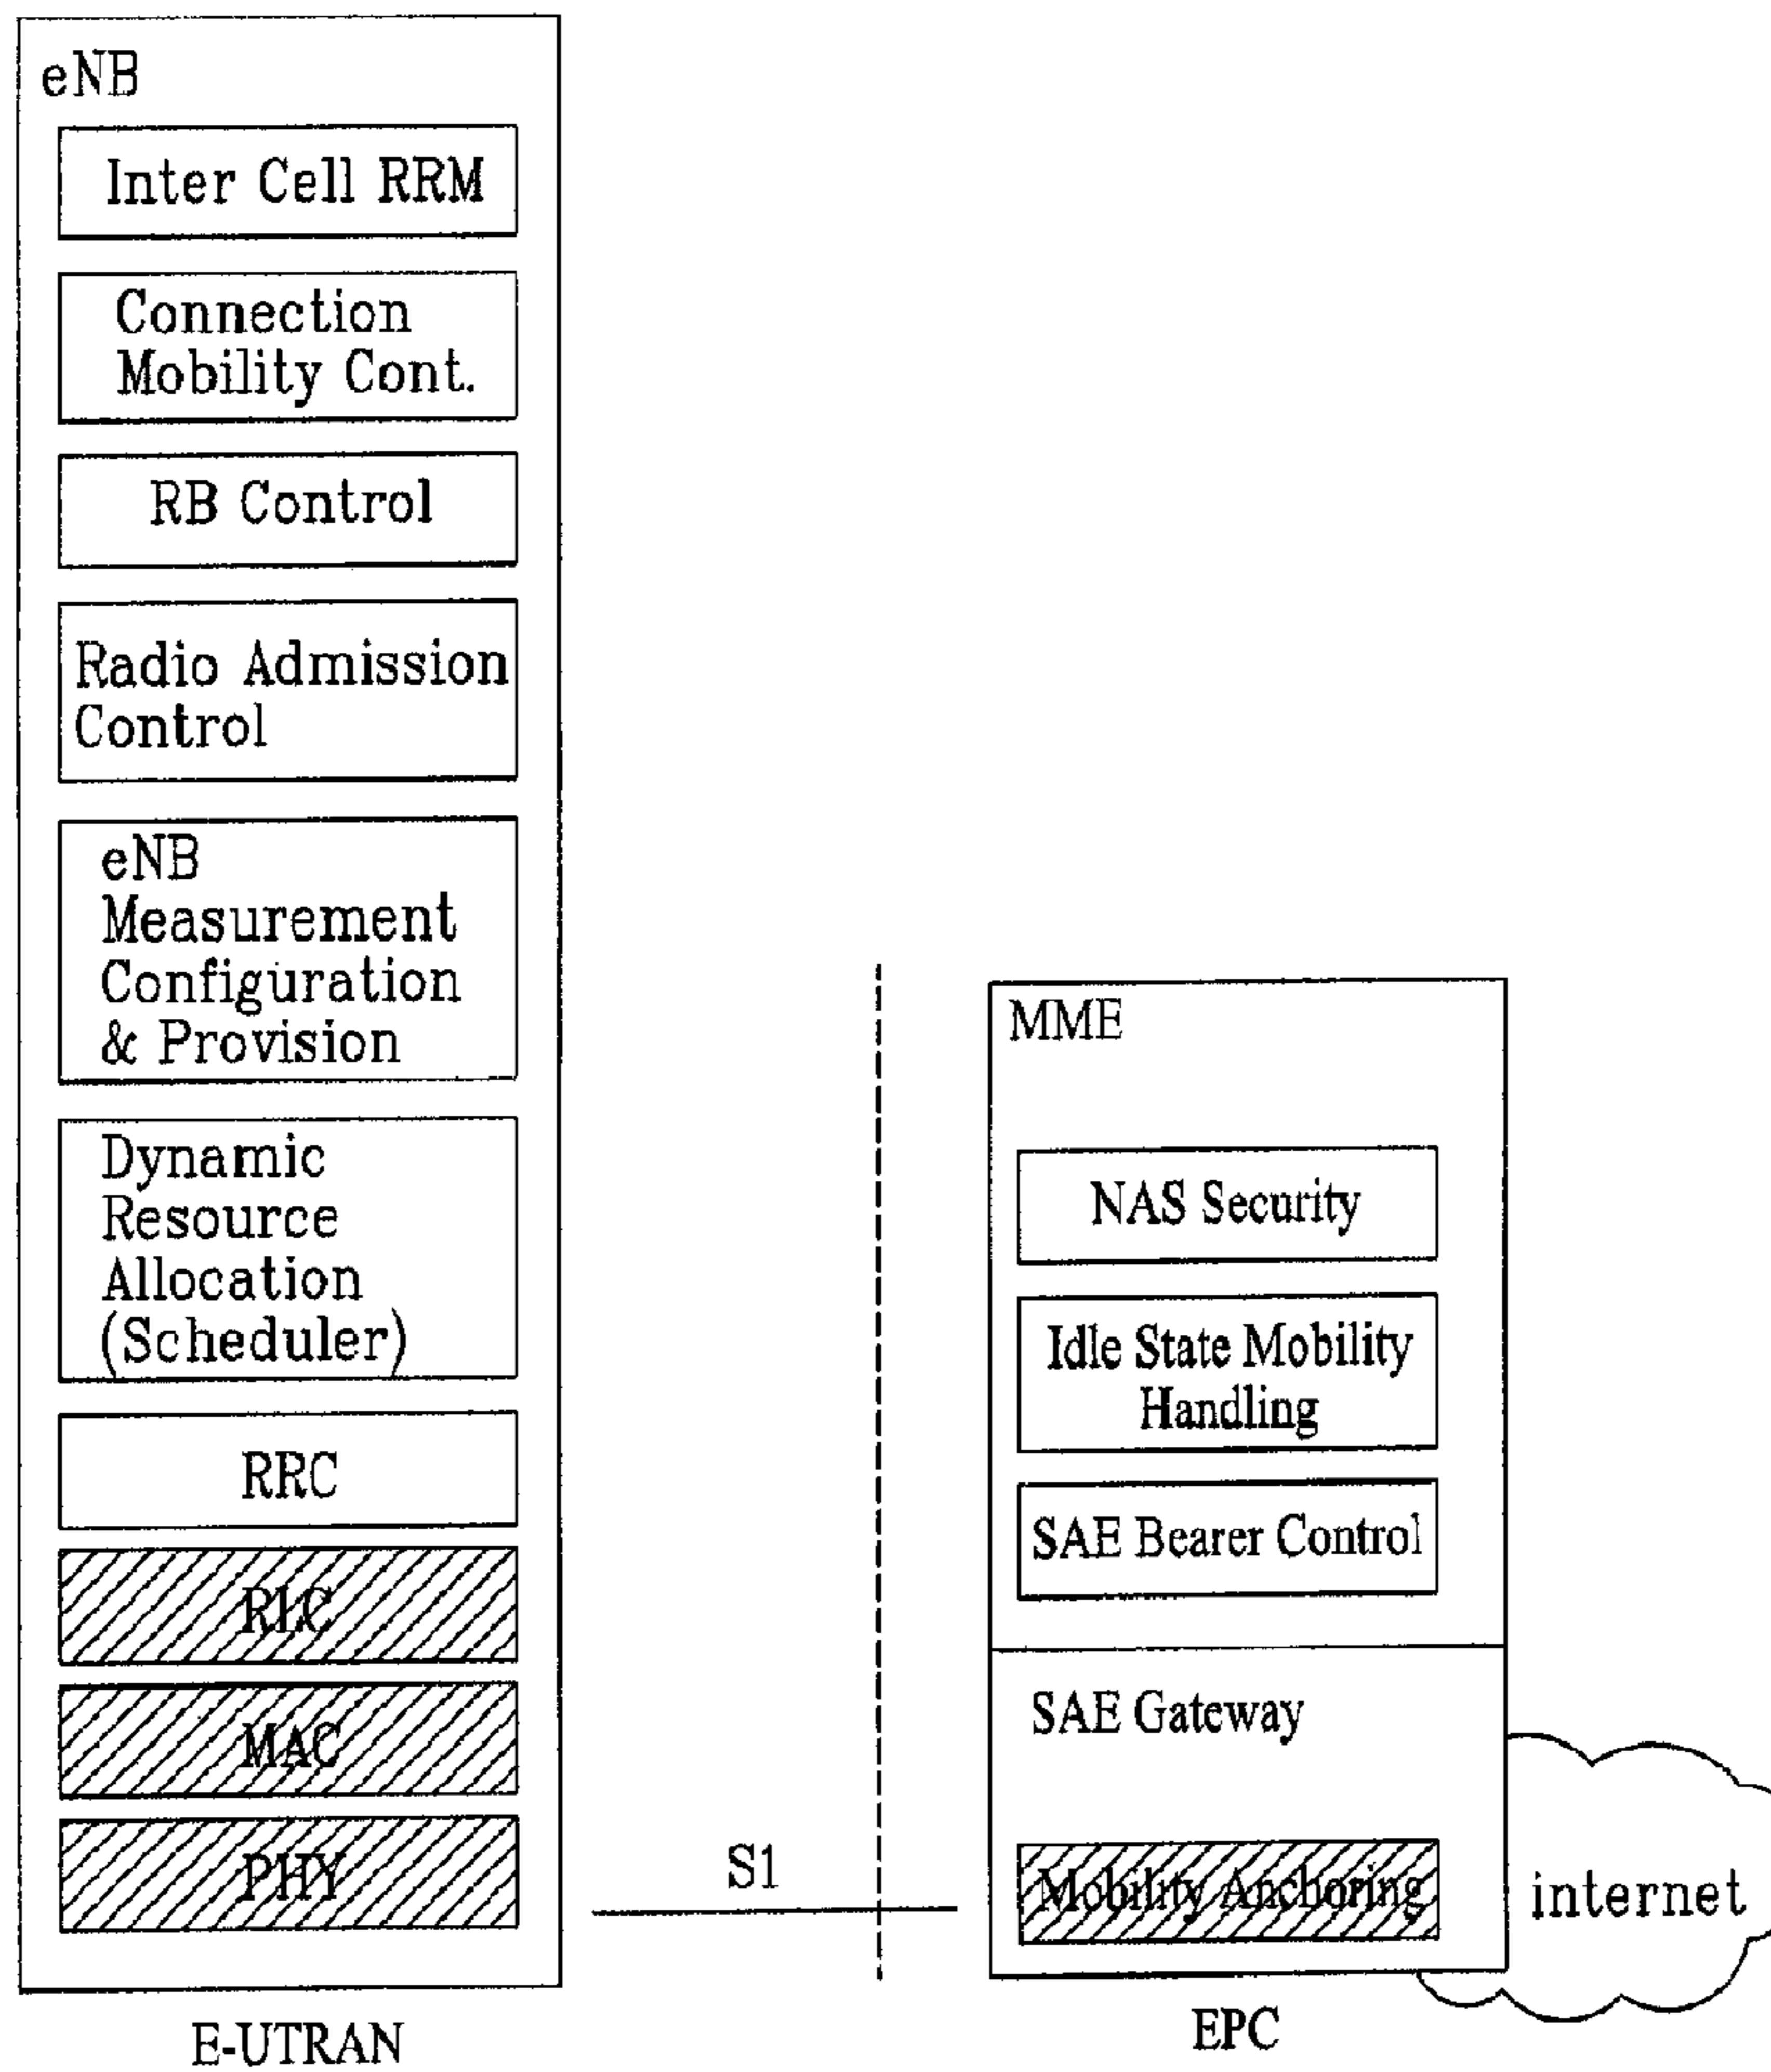 eNB
Inter Cell RRM
Connection
Mobility Cont.
RB Control
Radio Admission
Control
eNB
Measurement
Configuration
& Provision
Dynamic
Resource
Allocation
(Scheduler)
RRC
RLC
MAC
PHY
E-UTRAN
S1
MME
NAS Security
Idle State Mobility
Handling
SAE Bearer Control
SAE Gateway
Mobility Anchoring
EPC
internet